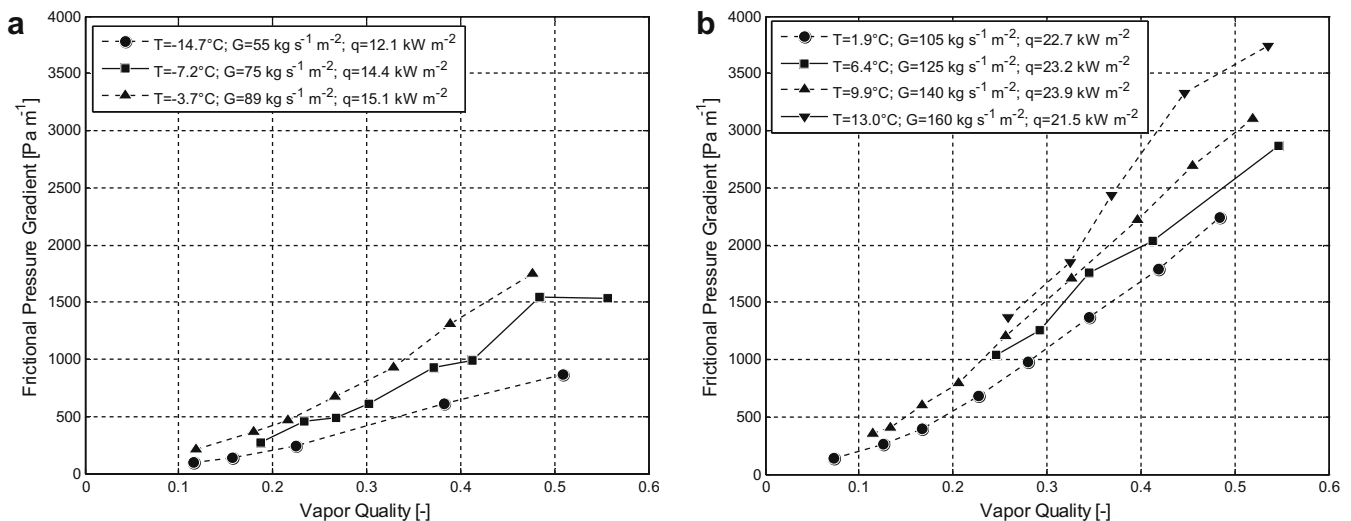 a
4000
3500
3000
2500
2000
1500
1000
500
0
Frictional Pressure Gradient [Pa m⁻¹]
T=-14.7°C; G=55 kg s⁻¹ m⁻²; q=12.1 kW m⁻²
T=-7.2°C; G=75 kg s⁻¹ m⁻²; q=14.4 kW m⁻²
T=-3.7°C; G=89 kg s⁻¹ m⁻²; q=15.1 kW m⁻²
0 0.1 0.2 0.3 0.4 0.5 0.6
Vapor Quality [-]
b
4000
3500
3000
2500
2000
1500
1000
500
0
Frictional Pressure Gradient [Pa m⁻¹]
T=1.9°C; G=105 kg s⁻¹ m⁻²; q=22.7 kW m⁻²
T=6.4°C; G=125 kg s⁻¹ m⁻²; q=23.2 kW m⁻²
T=9.9°C; G=140 kg s⁻¹ m⁻²; q=23.9 kW m⁻²
T=13.0°C; G=160 kg s⁻¹ m⁻²; q=21.5 kW m⁻²
0 0.1 0.2 0.3 0.4 0.5 0.6
Vapor Quality [-]